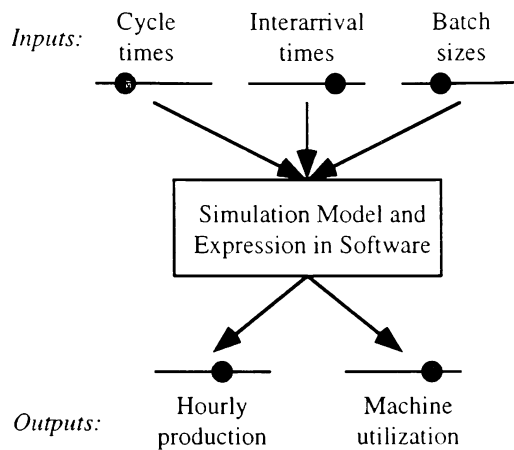 Inputs:
Cycle
times
Interarrival
times
Batch
sizes
Simulation Model and
Expression in Software
Outputs:
Hourly
production
Machine
utilization